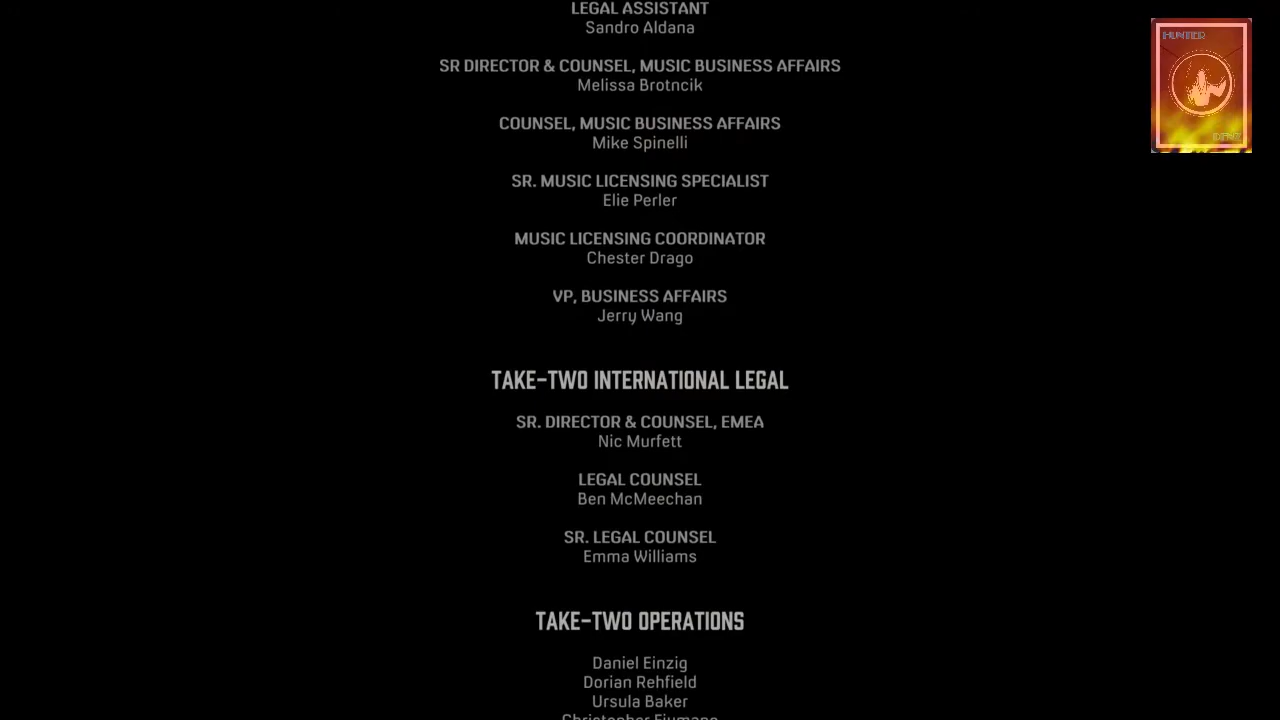 LEGAL ASSISTANT
Sandro Aldana
SR DIRECTOR & COUNSEL, MUSIC BUSINESS AFFAIRS
Melissa Brotncik
COUNSEL, MUSIC BUSINESS AFFAIRS
Mike Spinelli
SR. MUSIC LICENSING SPECIALIST
Elie Perler
MUSIC LICENSING COORDINATOR
Chester Drago
VP, BUSINESS AFFAIRS
Jerry Wang
TAKE-TWO INTERNATIONAL LEGAL
SR. DIRECTOR & COUNSEL, EMEA
Nic Murfett
LEGAL COUNSEL
Ben McMeechan
SR. LEGAL COUNSEL
Emma Williams
TAKE-TWO OPERATIONS
Daniel Einzig
Dorian Rehfield
Ursula Baker
Christopher Fiumano
HUNTER